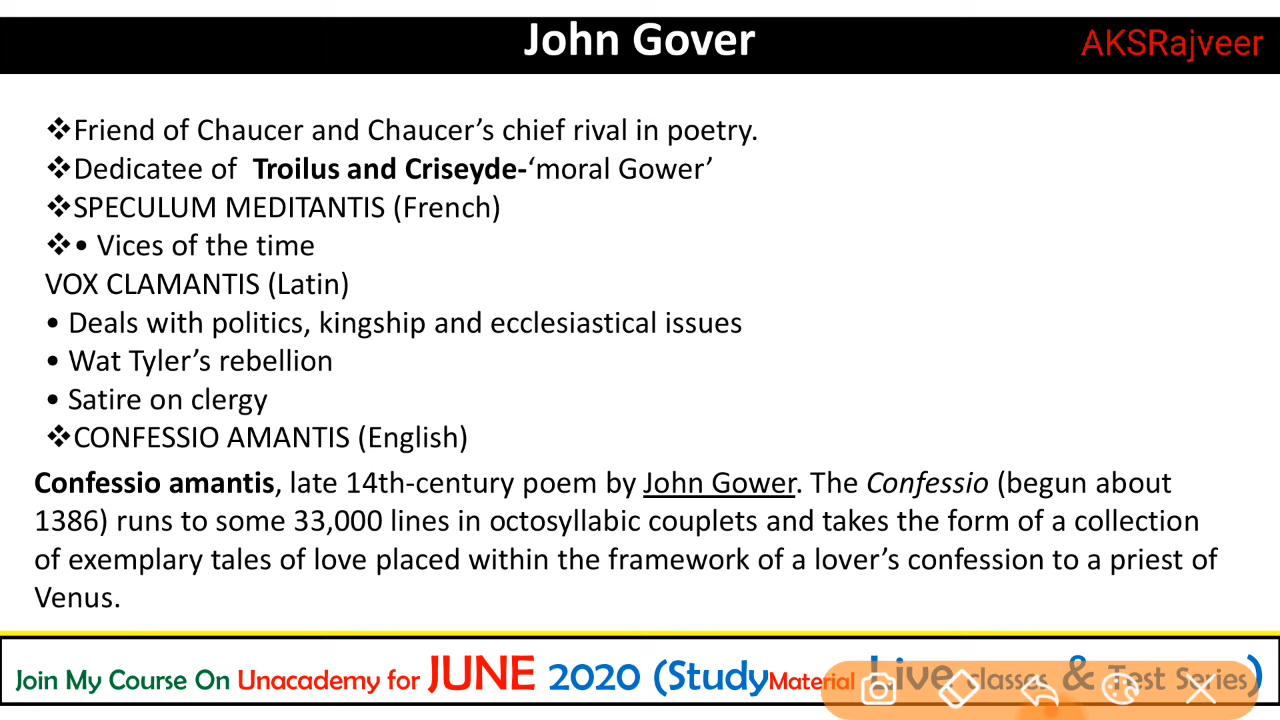 John Gover
AKSRajveer
❖Friend of Chaucer and Chaucer’s chief rival in poetry.
❖Dedicatee of Troilus and Criseyde-‘moral Gower’
❖SPECULUM MEDITANTIS (French)
❖• Vices of the time
VOX CLAMANTIS (Latin)
• Deals with politics, kingship and ecclesiastical issues
• Wat Tyler’s rebellion
• Satire on clergy
❖CONFESSIO AMANTIS (English)
Confessio amantis, late 14th-century poem by John Gower. The Confessio (begun about
1386) runs to some 33,000 lines in octosyllabic couplets and takes the form of a collection
of exemplary tales of love placed within the framework of a lover’s confession to a priest of
Venus.
Join My Course On Unacademy for JUNE 2020 (StudyMaterial Live classes & Test Series)